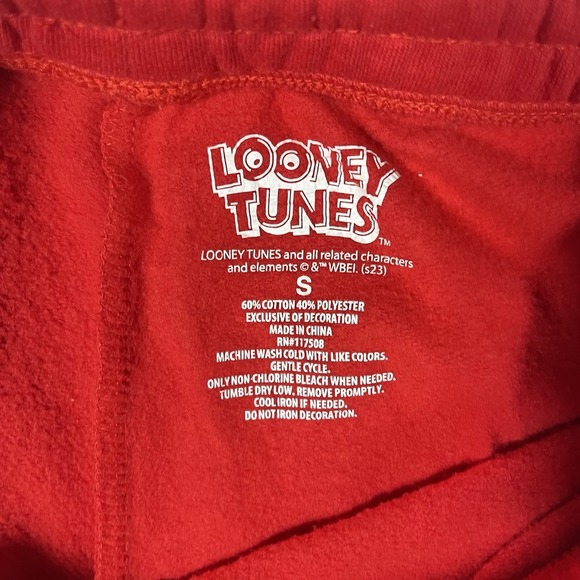 LOONEY
TUNES™
LOONEY TUNES and all related characters
and elements © &™ WBEI. (s23)
S
60% COTTON 40% POLYESTER
EXCLUSIVE OF DECORATION
MADE IN CHINA
RN#117508
MACHINE WASH COLD WITH LIKE COLORS.
GENTLE CYCLE.
ONLY NON-CHLORINE BLEACH WHEN NEEDED.
TUMBLE DRY LOW. REMOVE PROMPTLY.
COOL IRON IF NEEDED.
DO NOT IRON DECORATION.